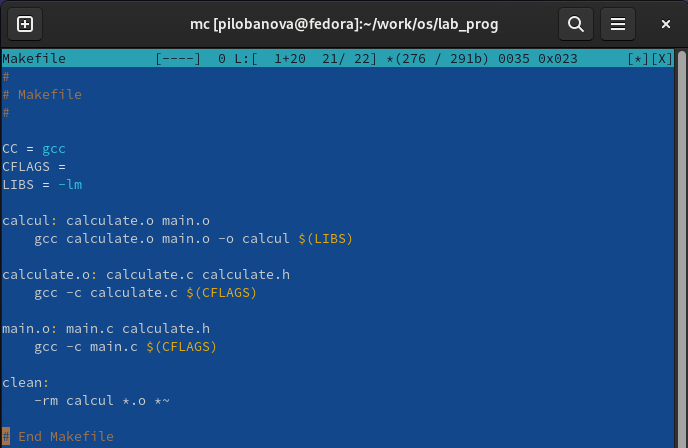 mc [pilobanova@fedora]:~/work/os/lab_prog
Makefile [----] 0 L:[ 1+20 21/ 22] *(276 / 291b) 0035 0x023 [*][X]
#
# Makefile
#
CC = gcc
CFLAGS =
LIBS = -lm
calcul: calculate.o main.o
gcc calculate.o main.o -o calcul $(LIBS)
calculate.o: calculate.c calculate.h
gcc -c calculate.c $(CFLAGS)
main.o: main.c calculate.h
gcc -c main.c $(CFLAGS)
clean:
-rm calcul *.o *~
# End Makefile